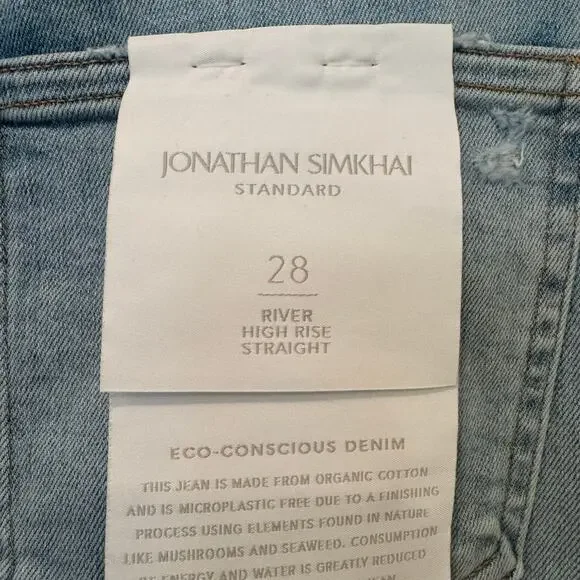 JONATHAN SIMKHAI
STANDARD
28
RIVER
HIGH RISE
STRAIGHT
ECO-CONSCIOUS DENIM
THIS JEAN IS MADE FROM ORGANIC COTTON
AND IS MICROPLASTIC FREE DUE TO A FINISHING
PROCESS USING ELEMENTS FOUND IN NATURE
LIKE MUSHROOMS AND SEAWEED. CONSUMPTION
OF ENERGY AND WATER IS GREATLY REDUCED